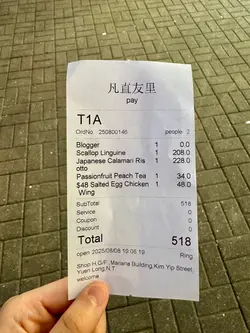 凡直友里
pay
T1A
OrdNo 250800146 people 2
Blogger 1 0.0
Scallop Linguine 1 208.0
Japanese Calamari Ris 1 228.0
otto
Passionfruit Peach Tea 1 34.0
$48 Salted Egg Chicken 1 48.0
Wing
SubTotal 518
Service 0
Coupon 0
Discount 0
Total 518
open 2025/08/08 19:06:19 Ring
Shop H,G/F.,Manana Building,Kim Yip Street,
Yuen Long,N.T
welcome